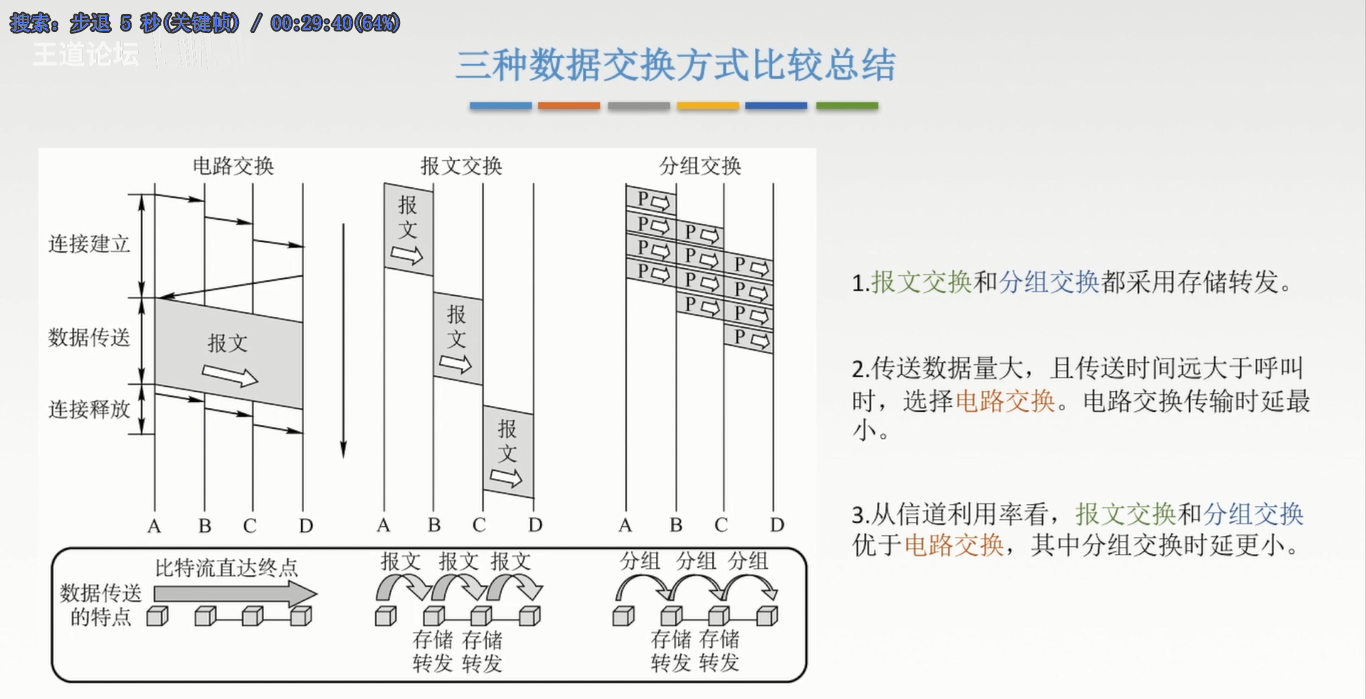 搜索: 步退 5 秒(关键帧) / 00:29:40(64%)
王道论坛
三种数据交换方式比较总结
电路交换
报文交换
分组交换
连接建立
数据传送
连接释放
报文
报
文
报
文
报
文
P
P
P
P
P
P
P
P
P
P
P
P
A B C D
A B C D
A B C D
数据传送
的特点
比特流直达终点
报文 报文 报文
存储 存储
转发 转发
分组 分组 分组
存储 存储
转发 转发
1.报文交换和分组交换都采用存储转发。
2.传送数据量大，且传送时间远大于呼叫
时，选择电路交换。电路交换传输时延最
小。
3.从信道利用率看，报文交换和分组交换
优于电路交换，其中分组交换时延更小。